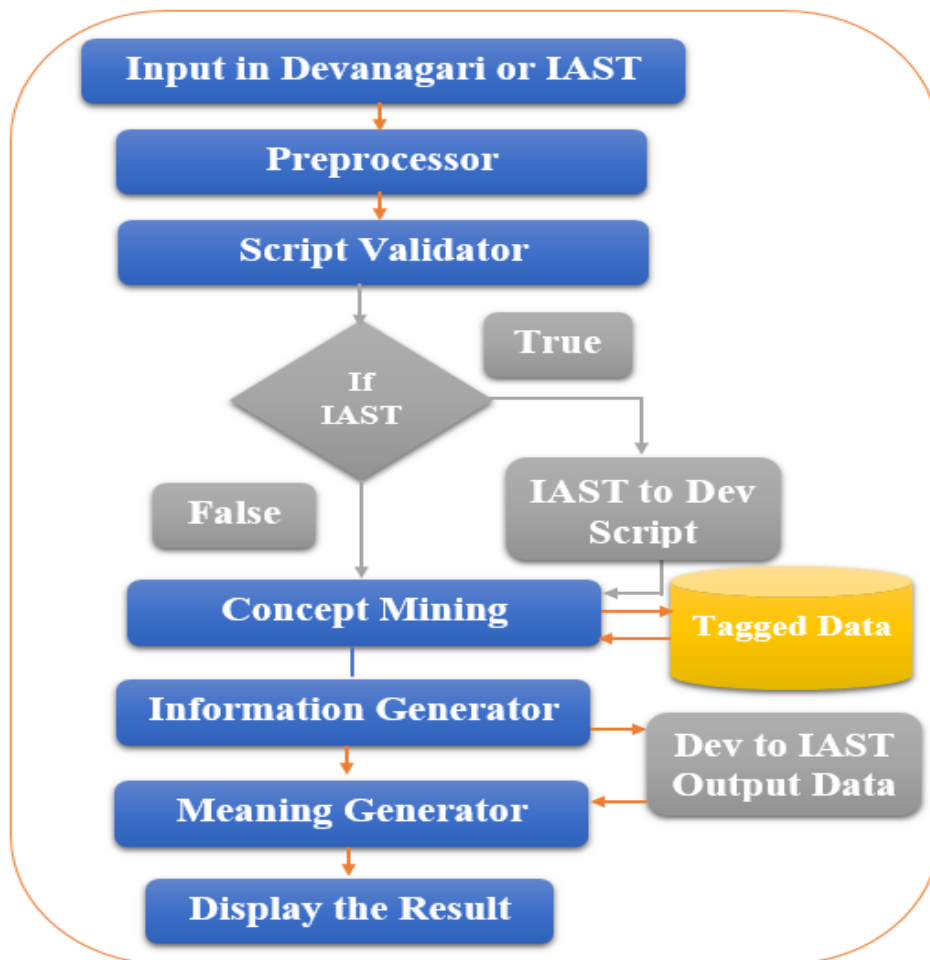 Input in Devanagari or IAST
Preprocessor
Script Validator
True
If
IAST
IAST to Dev
Script
False
Concept Mining
Tagged Data
Information Generator
Dev to IAST
Output Data
Meaning Generator
Display the Result